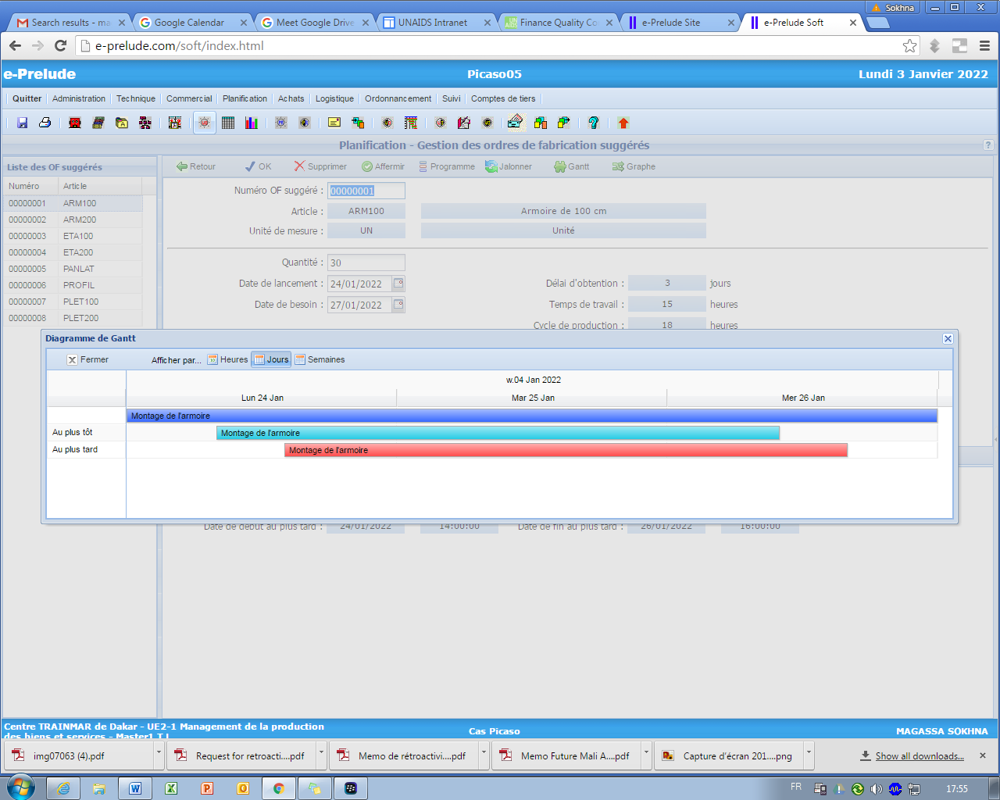 Sokhna
Search results - ma
Google Calendar
Meet Google Drive
UNAIDS Intranet
Finance Quality Co
e-Prelude Site
e-Prelude Soft
e-prelude.com/soft/index.html
e-Prelude
Picaso05
Lundi 3 Janvier 2022
Quitter Administration Technique Commercial Planification Achats Logistique Ordonnancement Suivi Comptes de tiers
Planification - Gestion des ordres de fabrication suggérés
Liste des OF suggérés
Retour OK Supprimer Affermir Programme Jalonner Gantt Graphe
Numéro Article
00000001 ARM100
00000002 ARM200
00000003 ETA100
00000004 ETA200
00000005 PANLAT
00000006 PROFIL
00000007 PLET100
00000008 PLET200
Numéro OF suggéré : 00000001
Article : ARM100 Armoire de 100 cm
Unité de mesure : UN Unité
Quantité : 30
Date de lancement : 24/01/2022 Délai d'obtention : 3 jours
Date de besoin : 27/01/2022 Temps de travail : 15 heures
Cycle de production : 18 heures
Diagramme de Gantt
Fermer Afficher par... Heures Jours Semaines
w.04 Jan 2022
Lun 24 Jan Mar 25 Jan Mer 26 Jan
Montage de l'armoire
Au plus tôt Montage de l'armoire
Au plus tard Montage de l'armoire
Date de début au plus tard : 24/01/2022 14:00:00 Date de fin au plus tard : 26/01/2022 16:00:00
Centre TRAINMAR de Dakar - UE2-1 Management de la production
des biens et services - Master1 T L
Cas Picaso
MAGASSA SOKHNA
img07063 (4).pdf
Request for retroacti....pdf
Memo de rétroactivi....pdf
Memo Future Mali A....pdf
Capture d'écran 201....png
Show all downloads...
FR
17:55